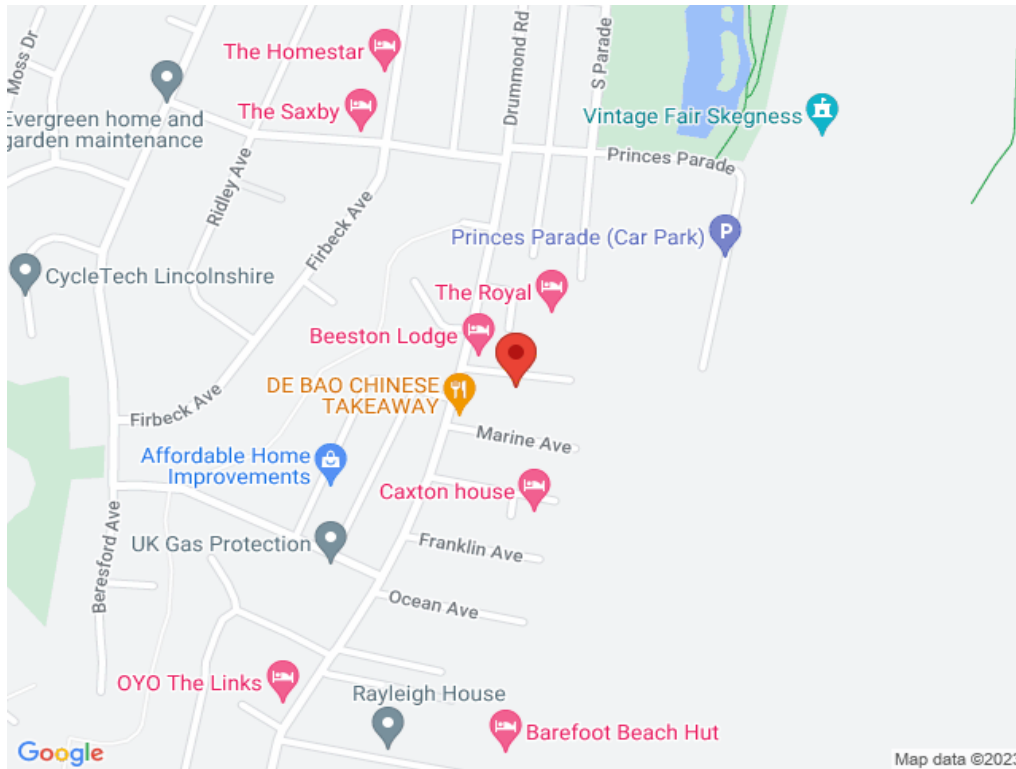 Moss Dr
The Homestar
Drummond Rd
S Parade
Evergreen home and
garden maintenance
The Saxby
Vintage Fair Skegness
Princes Parade
Ridley Ave
Firbeck Ave
Princes Parade (Car Park)
CycleTech Lincolnshire
The Royal
Beeston Lodge
DE BAO CHINESE
TAKEAWAY
Firbeck Ave
Marine Ave
Affordable Home
Improvements
Caxton house
UK Gas Protection
Franklin Ave
Beresford Ave
Ocean Ave
OYO The Links
Rayleigh House
Barefoot Beach Hut
Google
Map data ©2023
P